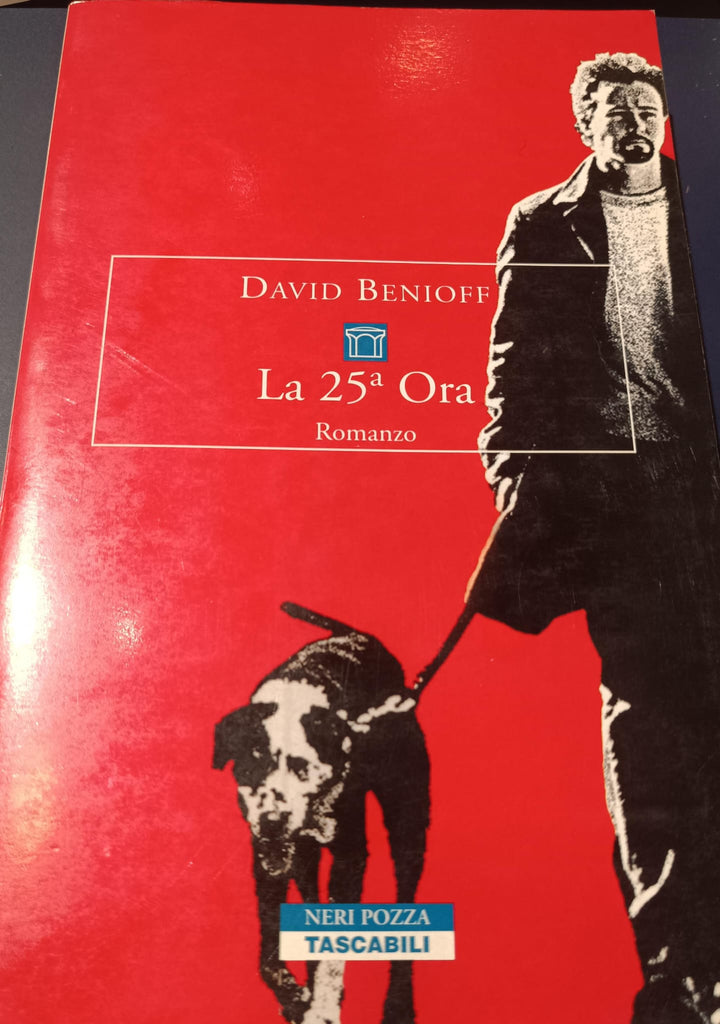 DAVID BENIOFF
La 25ª Ora
Romanzo
NERI POZZA
TASCABILI